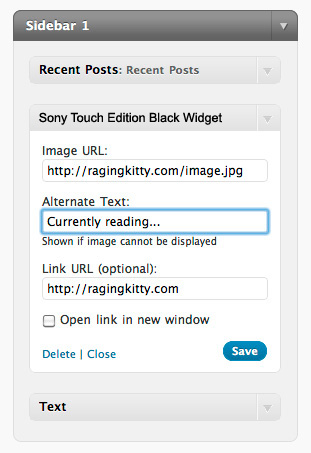 Sidebar 1
Recent Posts: Recent Posts
Sony Touch Edition Black Widget
Image URL:
http://ragingkitty.com/image.jpg
Alternate Text:
Currently reading...
Shown if image cannot be displayed
Link URL (optional):
http://ragingkitty.com
Open link in new window
Delete | Close Save
Text